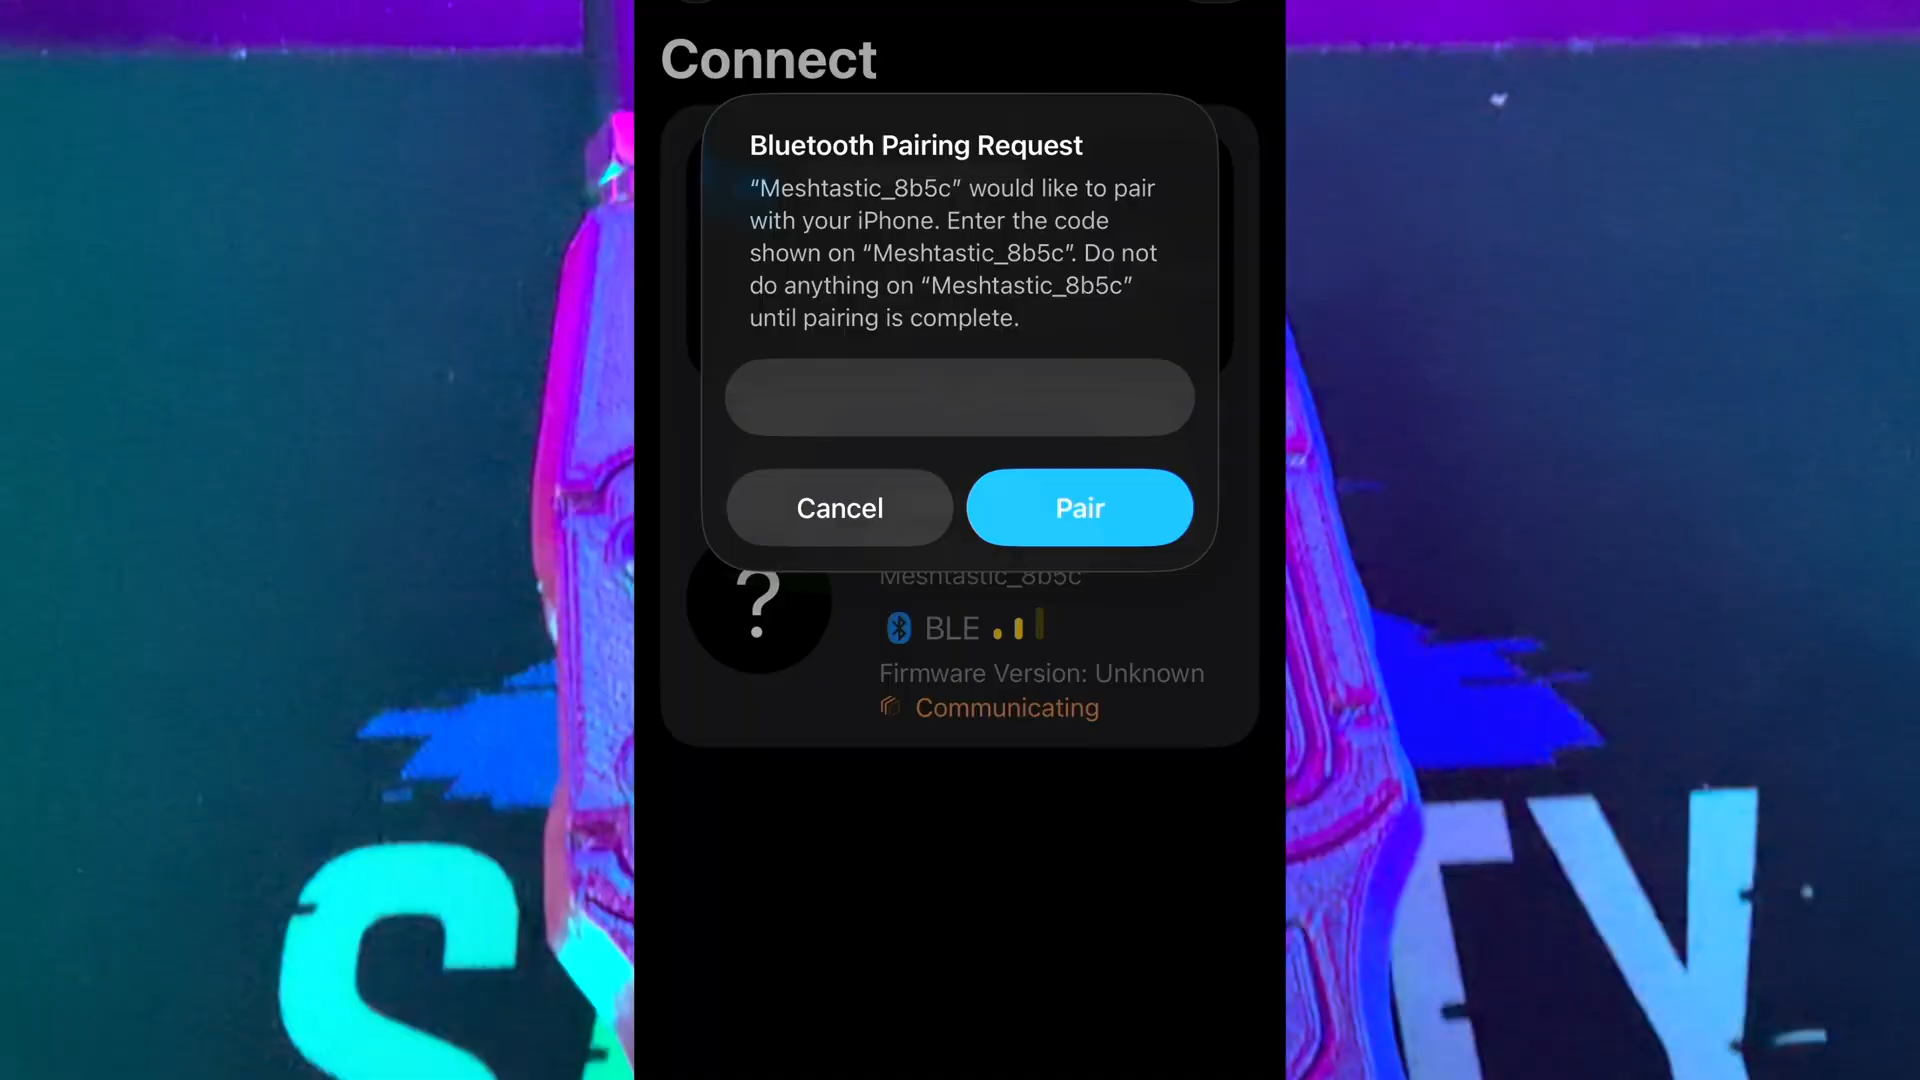 Connect
Bluetooth Pairing Request
“Meshtastic_8b5c” would like to pair
with your iPhone. Enter the code
shown on “Meshtastic_8b5c”. Do not
do anything on “Meshtastic_8b5c”
until pairing is complete.
Cancel
Pair
?
Meshtastic_8b5c
BLE
Firmware Version: Unknown
Communicating